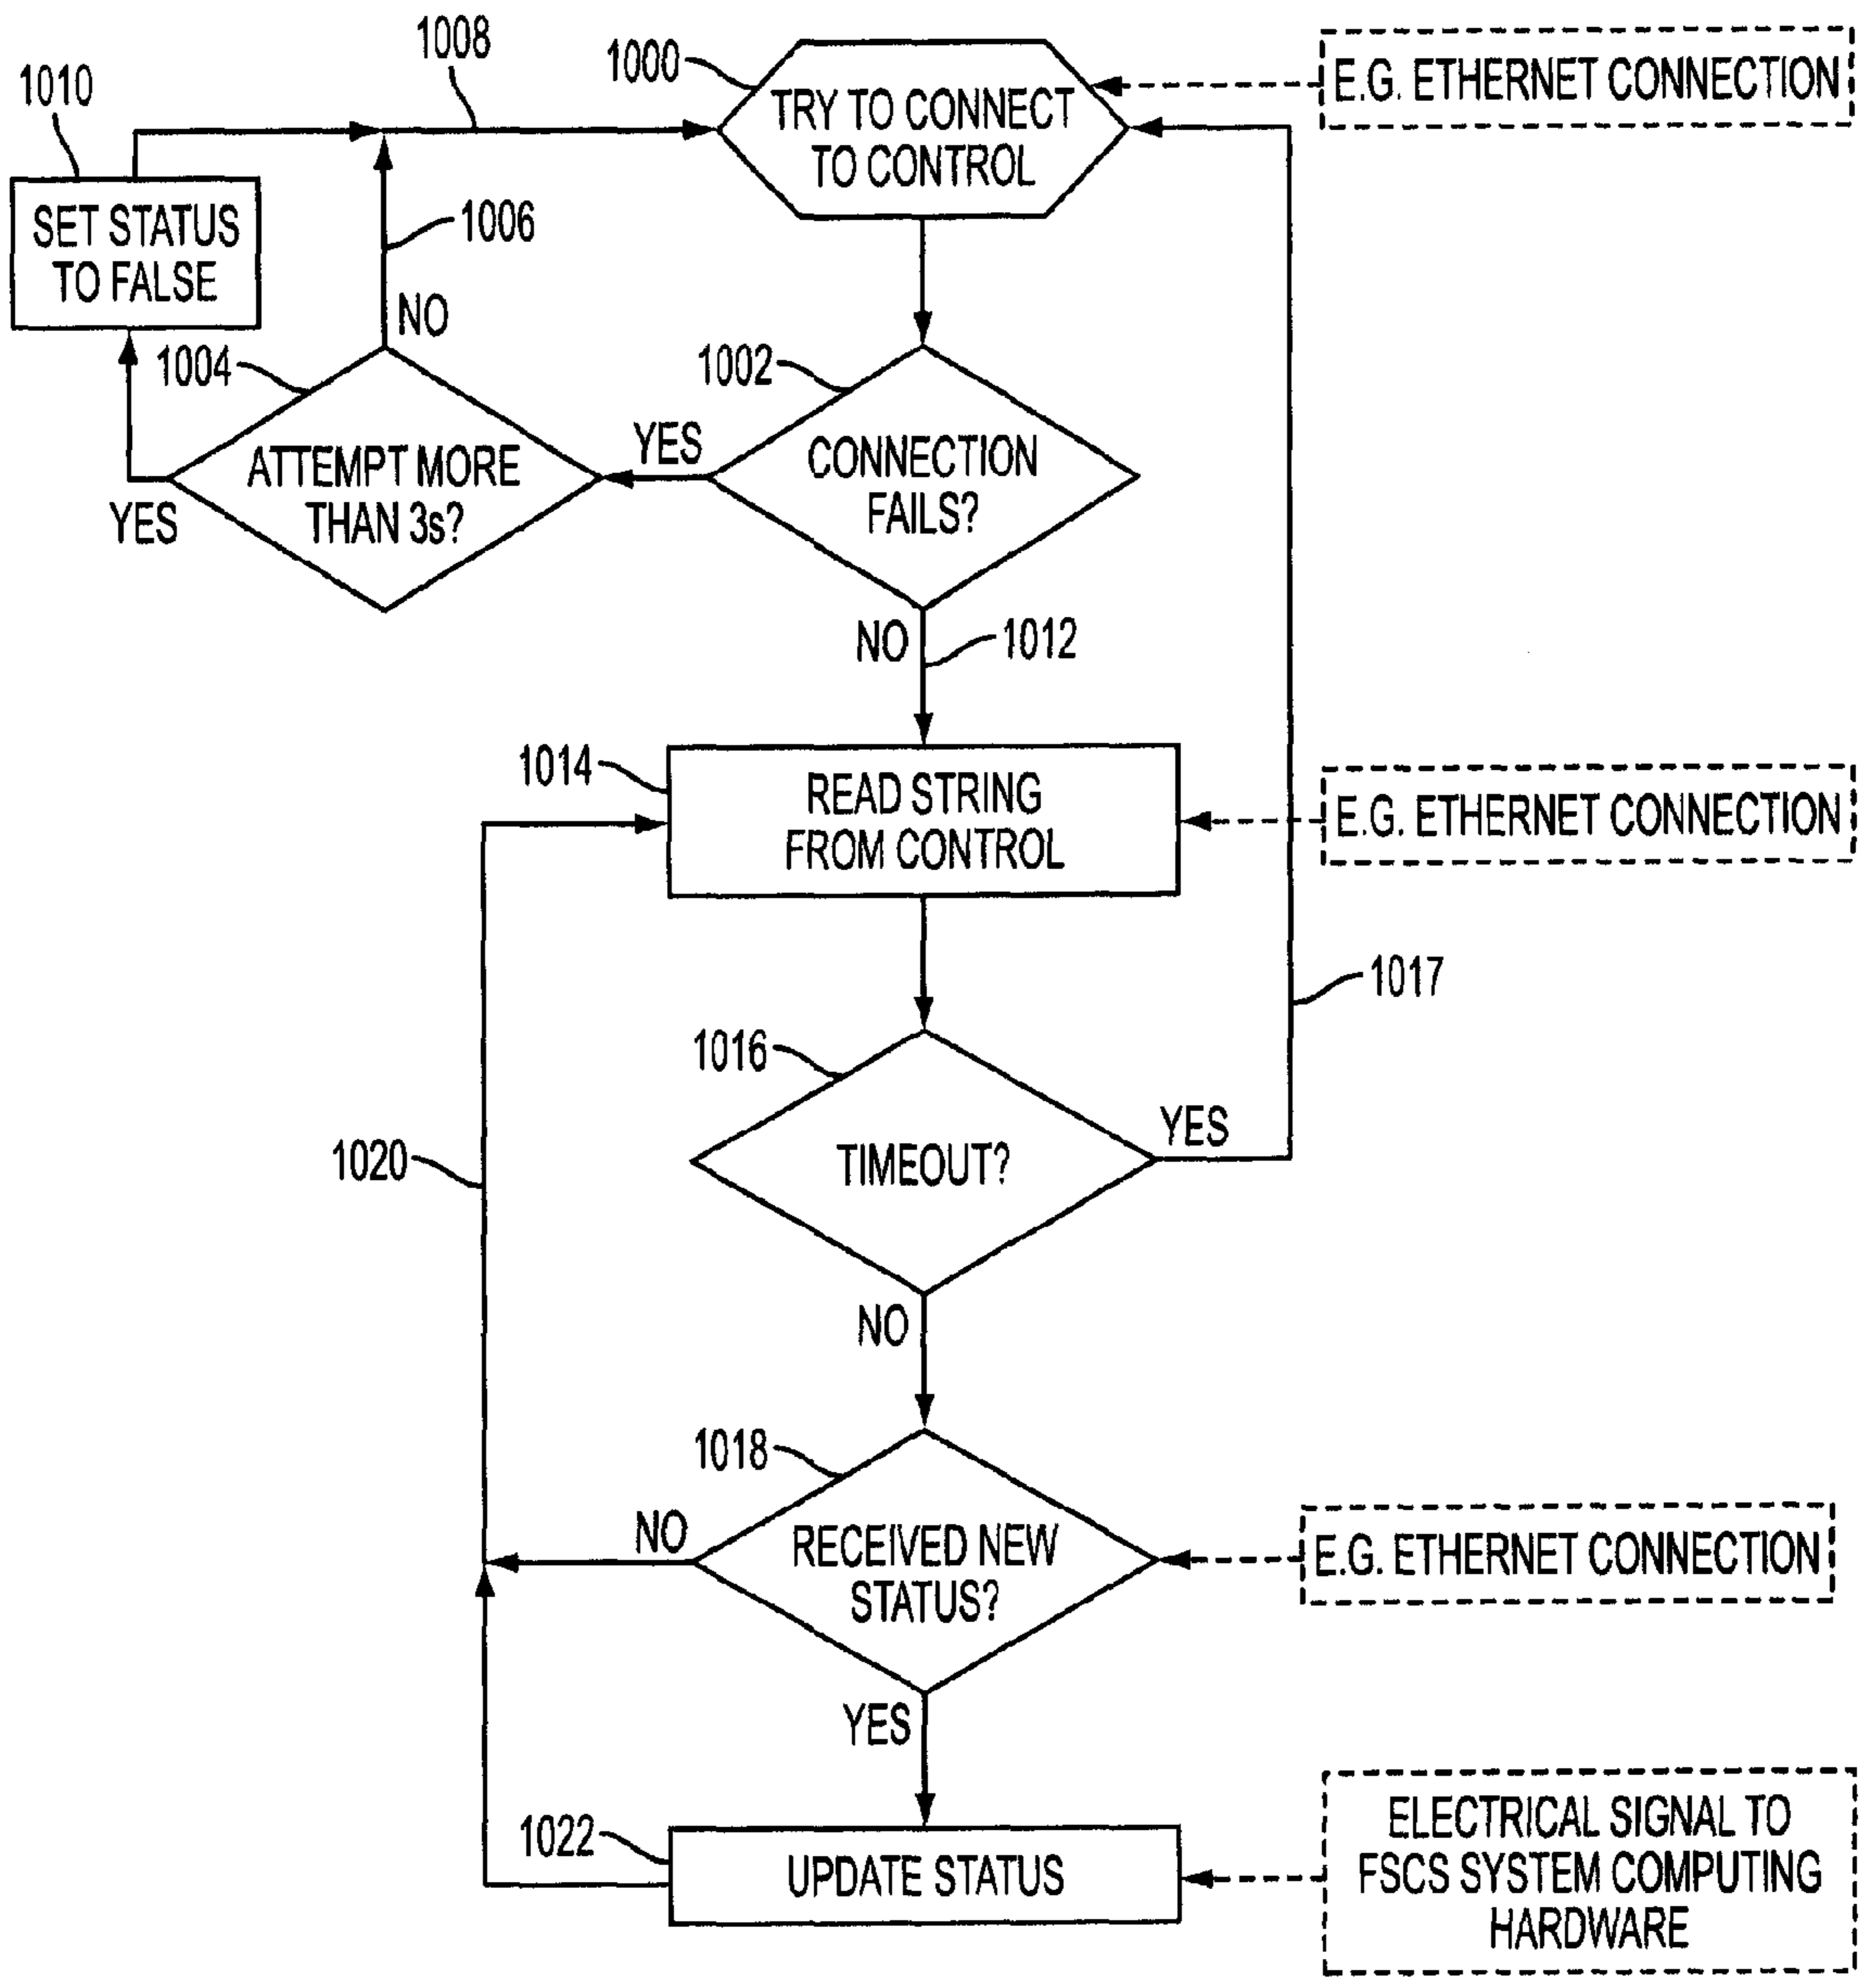 1008
1000
E.G. ETHERNET CONNECTION
1010
TRY TO CONNECT
TO CONTROL
SET STATUS
TO FALSE
1006
NO
1004
1002
YES
CONNECTION
FAILS?
ATTEMPT MORE
THAN 3s?
YES
NO
1012
1014
READ STRING
FROM CONTROL
E.G. ETHERNET CONNECTION
1017
1016
YES
TIMEOUT?
1020
NO
1018
NO
RECEIVED NEW
STATUS?
E.G. ETHERNET CONNECTION
YES
1022
UPDATE STATUS
ELECTRICAL SIGNAL TO
FSCS SYSTEM COMPUTING
HARDWARE